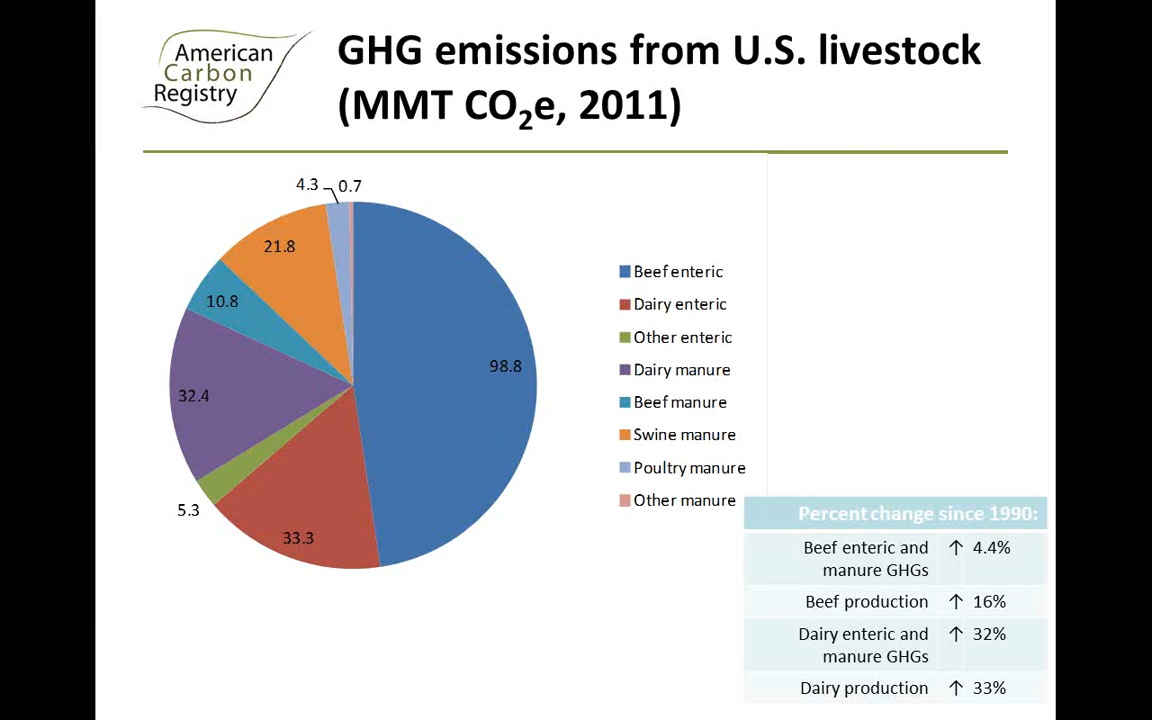 American
Carbon
Registry
GHG emissions from U.S. livestock
(MMT CO₂e, 2011)
4.3
0.7
21.8
10.8
98.8
32.4
5.3
33.3
Beef enteric
Dairy enteric
Other enteric
Dairy manure
Beef manure
Swine manure
Poultry manure
Other manure
Percent change since 1990:
Beef enteric and ↑ 4.4%
manure GHGs
Beef production ↑ 16%
Dairy enteric and ↑ 32%
manure GHGs
Dairy production ↑ 33%